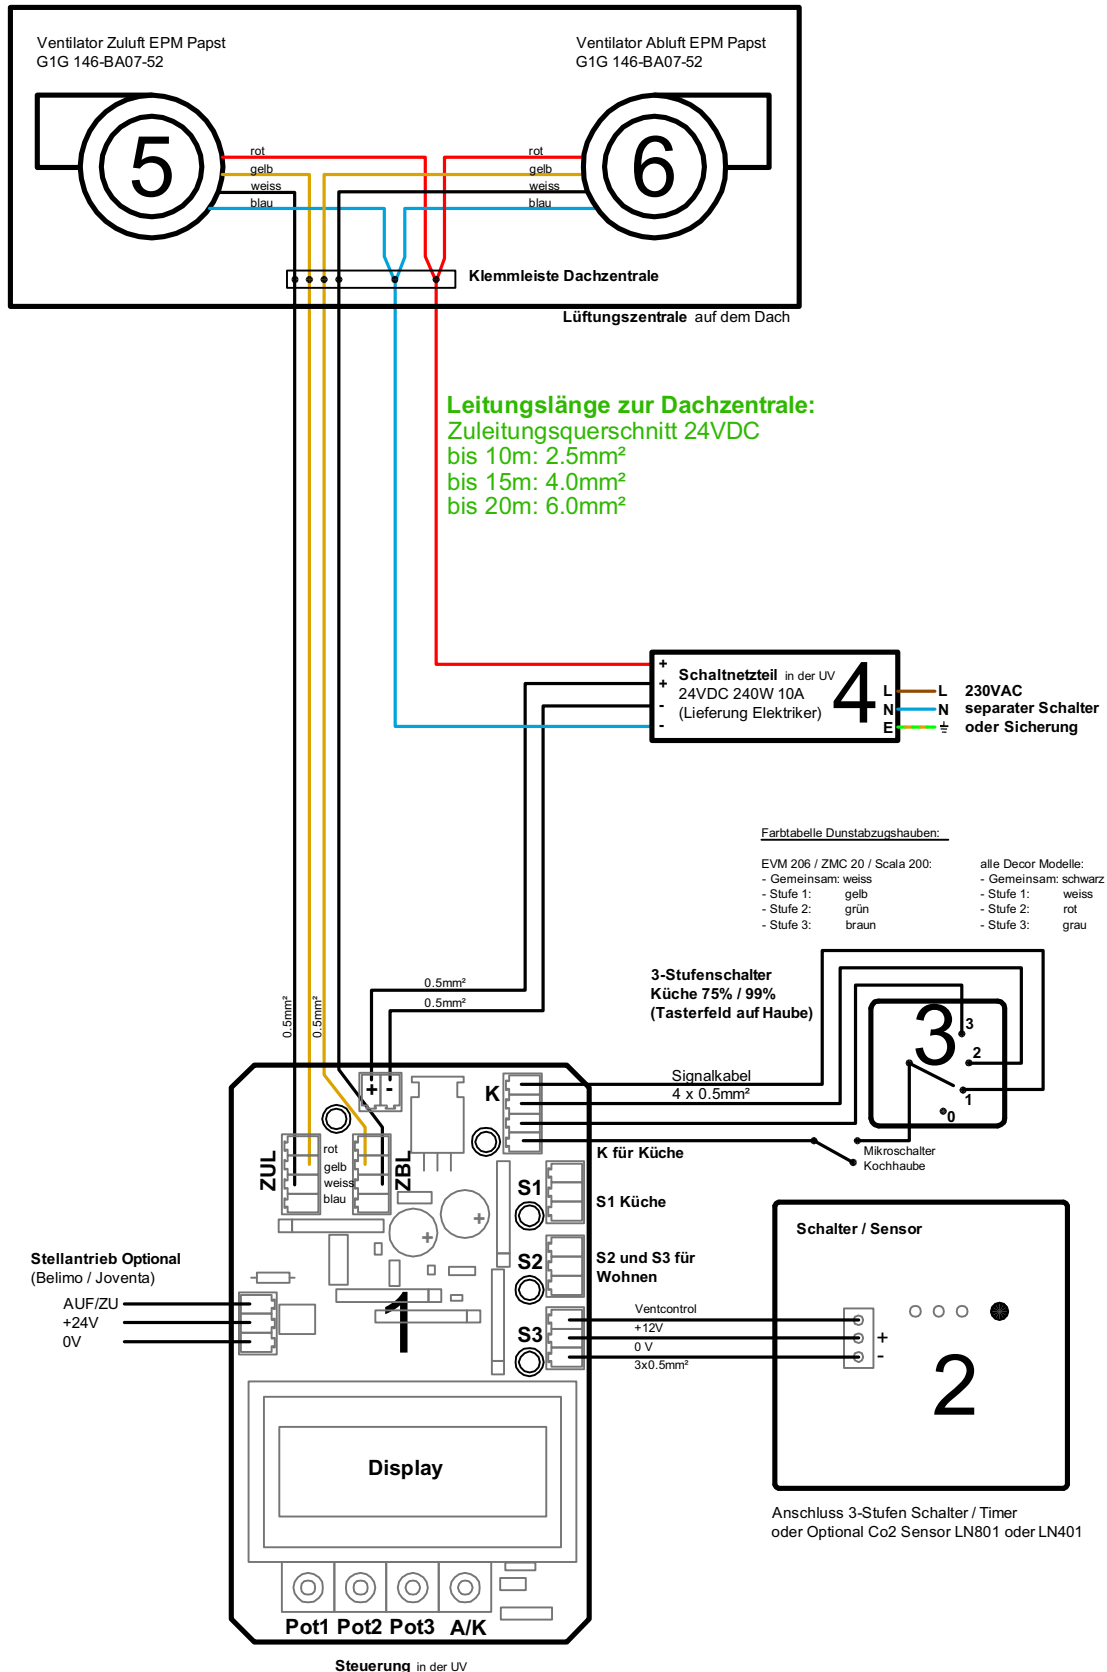 Ventilator Zuluft EPM Papst
G1G 146-BA07-52
Ventilator Abluft EPM Papst
G1G 146-BA07-52
5
6
rot
gelb
weiss
blau
rot
gelb
weiss
blau
Klemmleiste Dachzentrale
Lüftungszentrale auf dem Dach
Leitungslänge zur Dachzentrale:
Zuleitungsquerschnitt 24VDC
bis 10m: 2.5mm²
bis 15m: 4.0mm²
bis 20m: 6.0mm²
+
+
-
-
Schaltnetzteil in der UV
24VDC 240W 10A
(Lieferung Elektriker)
4
L
N
E
L
N
230VAC
separater Schalter
oder Sicherung
Farbtabelle Dunstabzugshauben:
EVM 206 / ZMC 20 / Scala 200:
- Gemeinsam: weiss
- Stufe 1: gelb
- Stufe 2: grün
- Stufe 3: braun
alle Decor Modelle:
- Gemeinsam: schwarz
- Stufe 1: weiss
- Stufe 2: rot
- Stufe 3: grau
3-Stufenschalter
Küche 75% / 99%
(Tasterfeld auf Haube)
3
3
2
1
0
0.5mm²
0.5mm²
0.5mm²
0.5mm²
Signalkabel
4 x 0.5mm²
Mikroschalter
Kochhaube
K
K für Küche
+ -
ZUL
rot
gelb
weiss
blau
ZBL
S1
S1 Küche
S2
S2 und S3 für
Wohnen
S3
Ventcontrol
+12V
0 V
3x0.5mm²
Schalter / Sensor
+
-
2
Anschluss 3-Stufen Schalter / Timer
oder Optional Co2 Sensor LN801 oder LN401
Stellantrieb Optional
(Belimo / Joventa)
AUF/ZU
+24V
0V
+
+
1
Display
Pot1 Pot2 Pot3 A/K
Steuerung in der UV